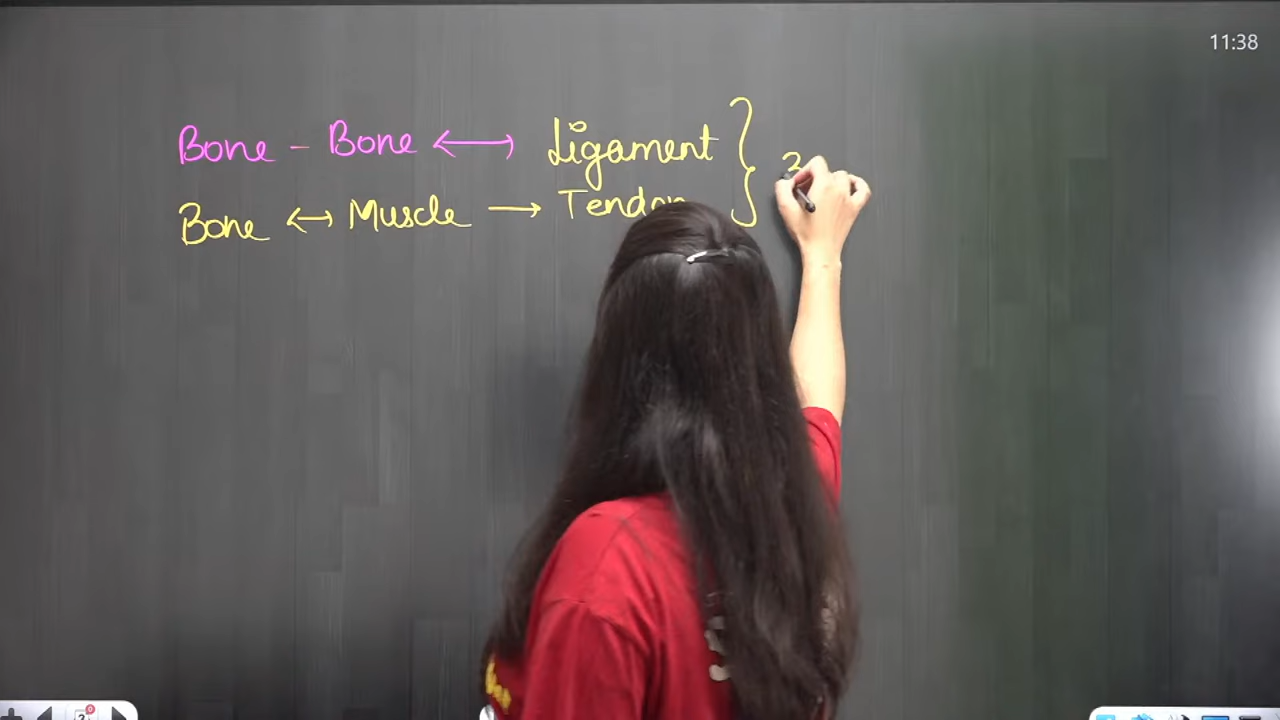 11:38
Bone - Bone ↔ Ligament
Bone ↔ Muscle → Tendon